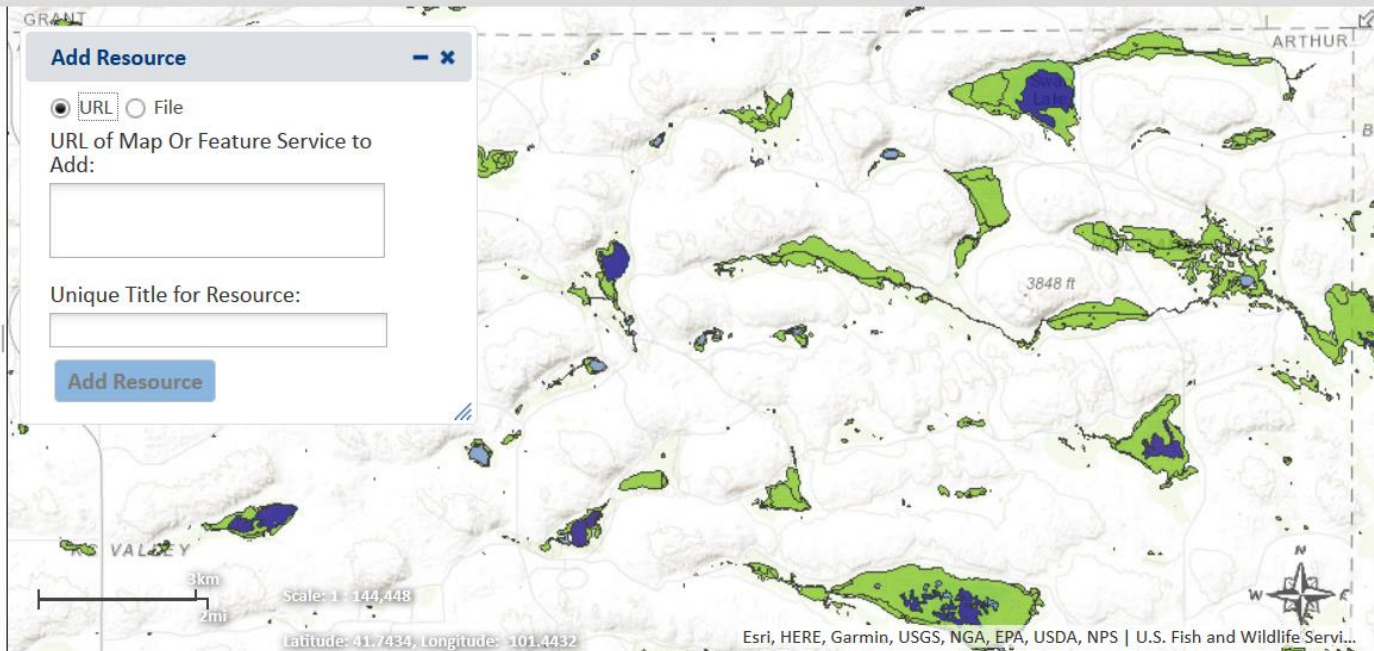 GRANT
ARTHUR
Add Resource
URL File
URL of Map Or Feature Service to
Add:
Unique Title for Resource:
Add Resource
Swan
Lake
3848 ft
VALLEY
3km
2mi
Scale: 1 : 144,448
Latitude: 41.7434, Longitude: -101.4432
N
W E
Esri, HERE, Garmin, USGS, NGA, EPA, USDA, NPS | U.S. Fish and Wildlife Servi...